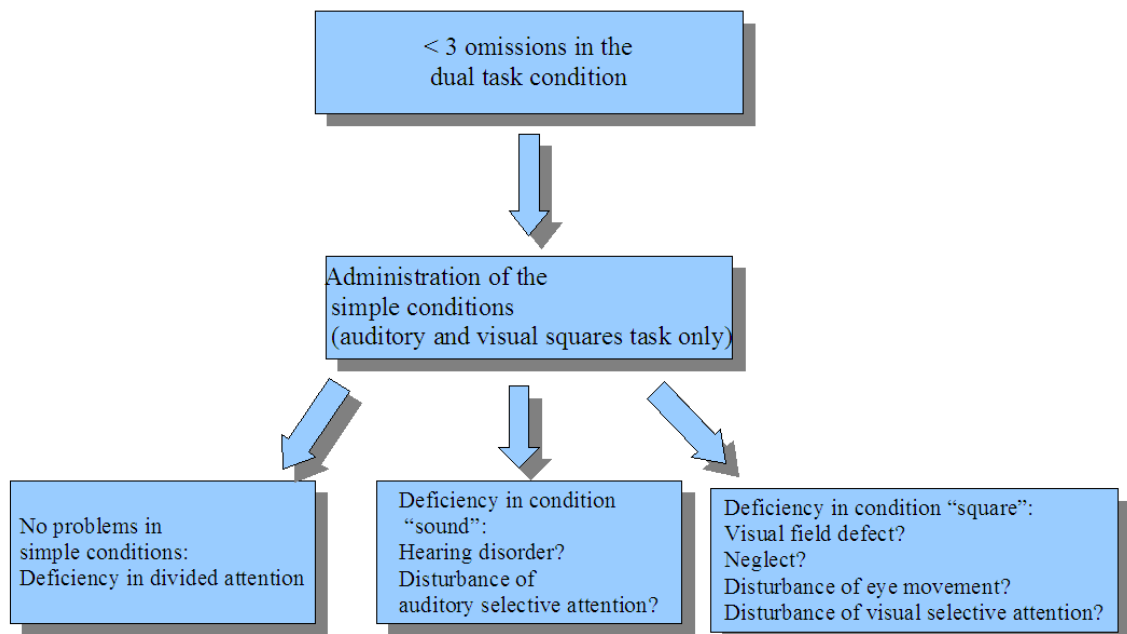 < 3 omissions in the
dual task condition
Administration of the
simple conditions
(auditory and visual squares task only)
No problems in
simple conditions:
Deficiency in divided attention
Deficiency in condition
“sound”:
Hearing disorder?
Disturbance of
auditory selective attention?
Deficiency in condition “square”:
Visual field defect?
Neglect?
Disturbance of eye movement?
Disturbance of visual selective attention?